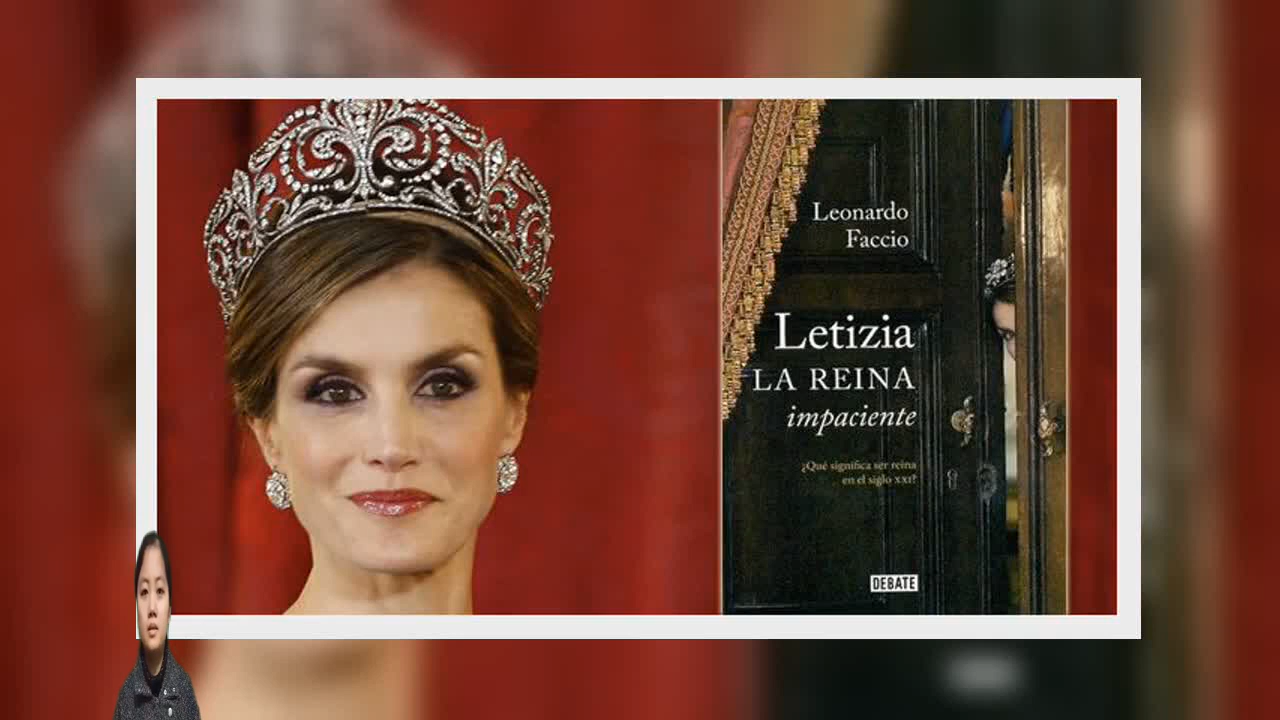 Leonardo
Faccio
Letizia
LA REINA
impaciente
¿Qué significa ser reina
en el siglo XXI?
DEBATE